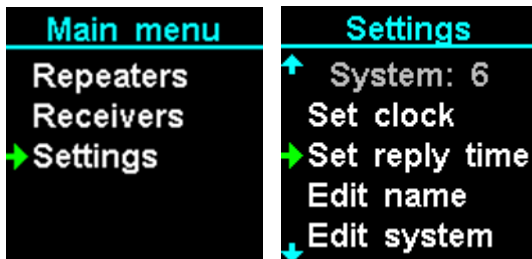 Main menu
Repeaters
Receivers
Settings
Settings
System: 6
Set clock
Set reply time
Edit name
Edit system